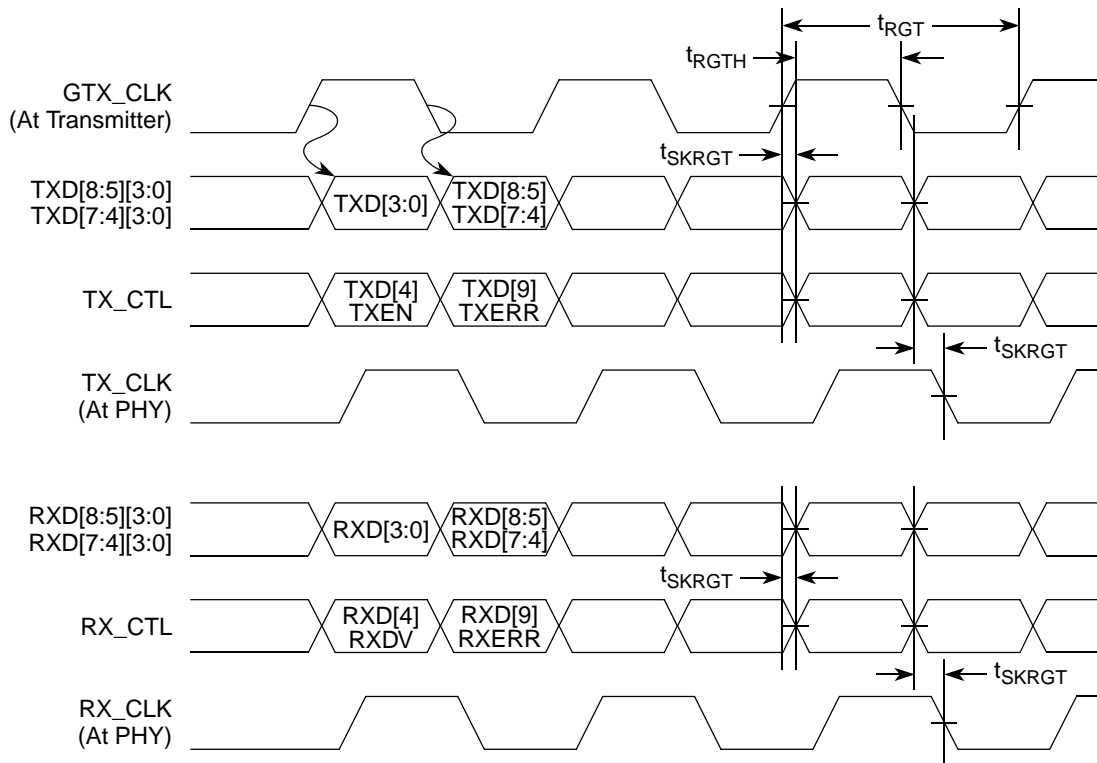 tRGT
tRGTH
GTX_CLK
(At Transmitter)
tSKRGT
TXD[8:5][3:0]
TXD[7:4][3:0]
TXD[3:0]
TXD[8:5]
TXD[7:4]
TX_CTL
TXD[4]
TXEN
TXD[9]
TXERR
tSKRGT
TX_CLK
(At PHY)
RXD[8:5][3:0]
RXD[7:4][3:0]
RXD[3:0]
RXD[8:5]
RXD[7:4]
tSKRGT
RX_CTL
RXD[4]
RXDV
RXD[9]
RXERR
tSKRGT
RX_CLK
(At PHY)